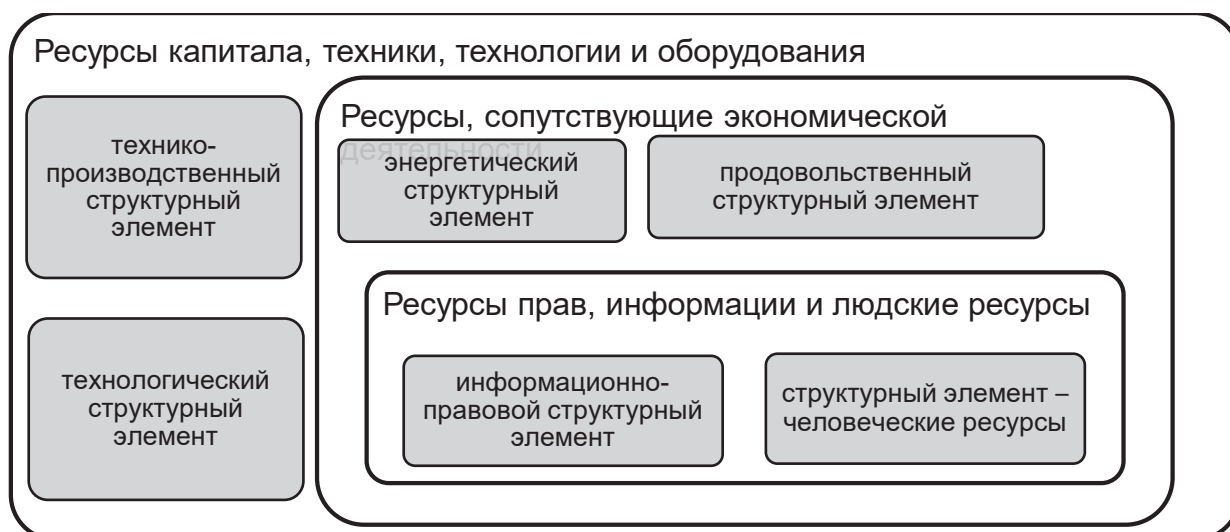 Ресурсы капитала, техники, технологии и оборудования
технико-
производственный
структурный
элемент
технологический
структурный
элемент
Ресурсы, сопутствующие экономической
деятельности
энергетический
структурный
элемент
продовольственный
структурный элемент
Ресурсы прав, информации и людские ресурсы
информационно-
правовой структурный
элемент
структурный элемент –
человеческие ресурсы